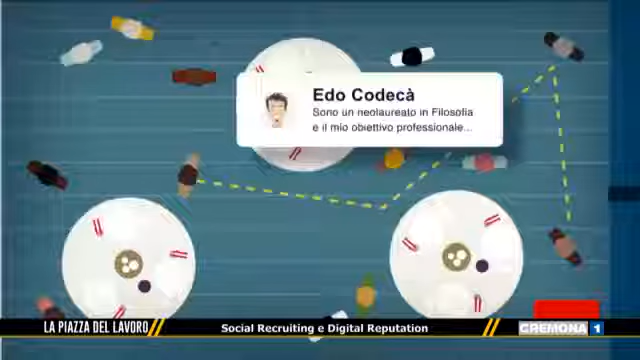 Edo Codecà
Sono un neolaureato in Filosofia
e il mio obiettivo professionale...
LA PIAZZA DEL LAVORO//
Social Recruiting e Digital Reputation
//
CREMONA 1